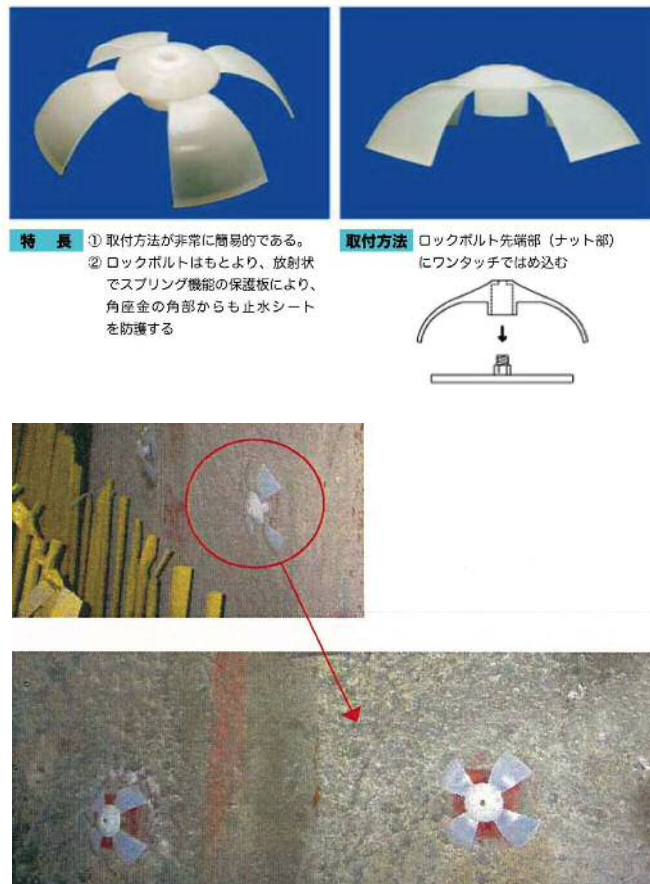 特 長
① 取付方法が非常に簡易的である。
② ロックボルトはもとより、放射状
でスプリング機能の保護板により、
角座金の角部からも止水シート
を防護する
取付方法
ロックボルト先端部（ナット部）
にワンタッチではめ込む